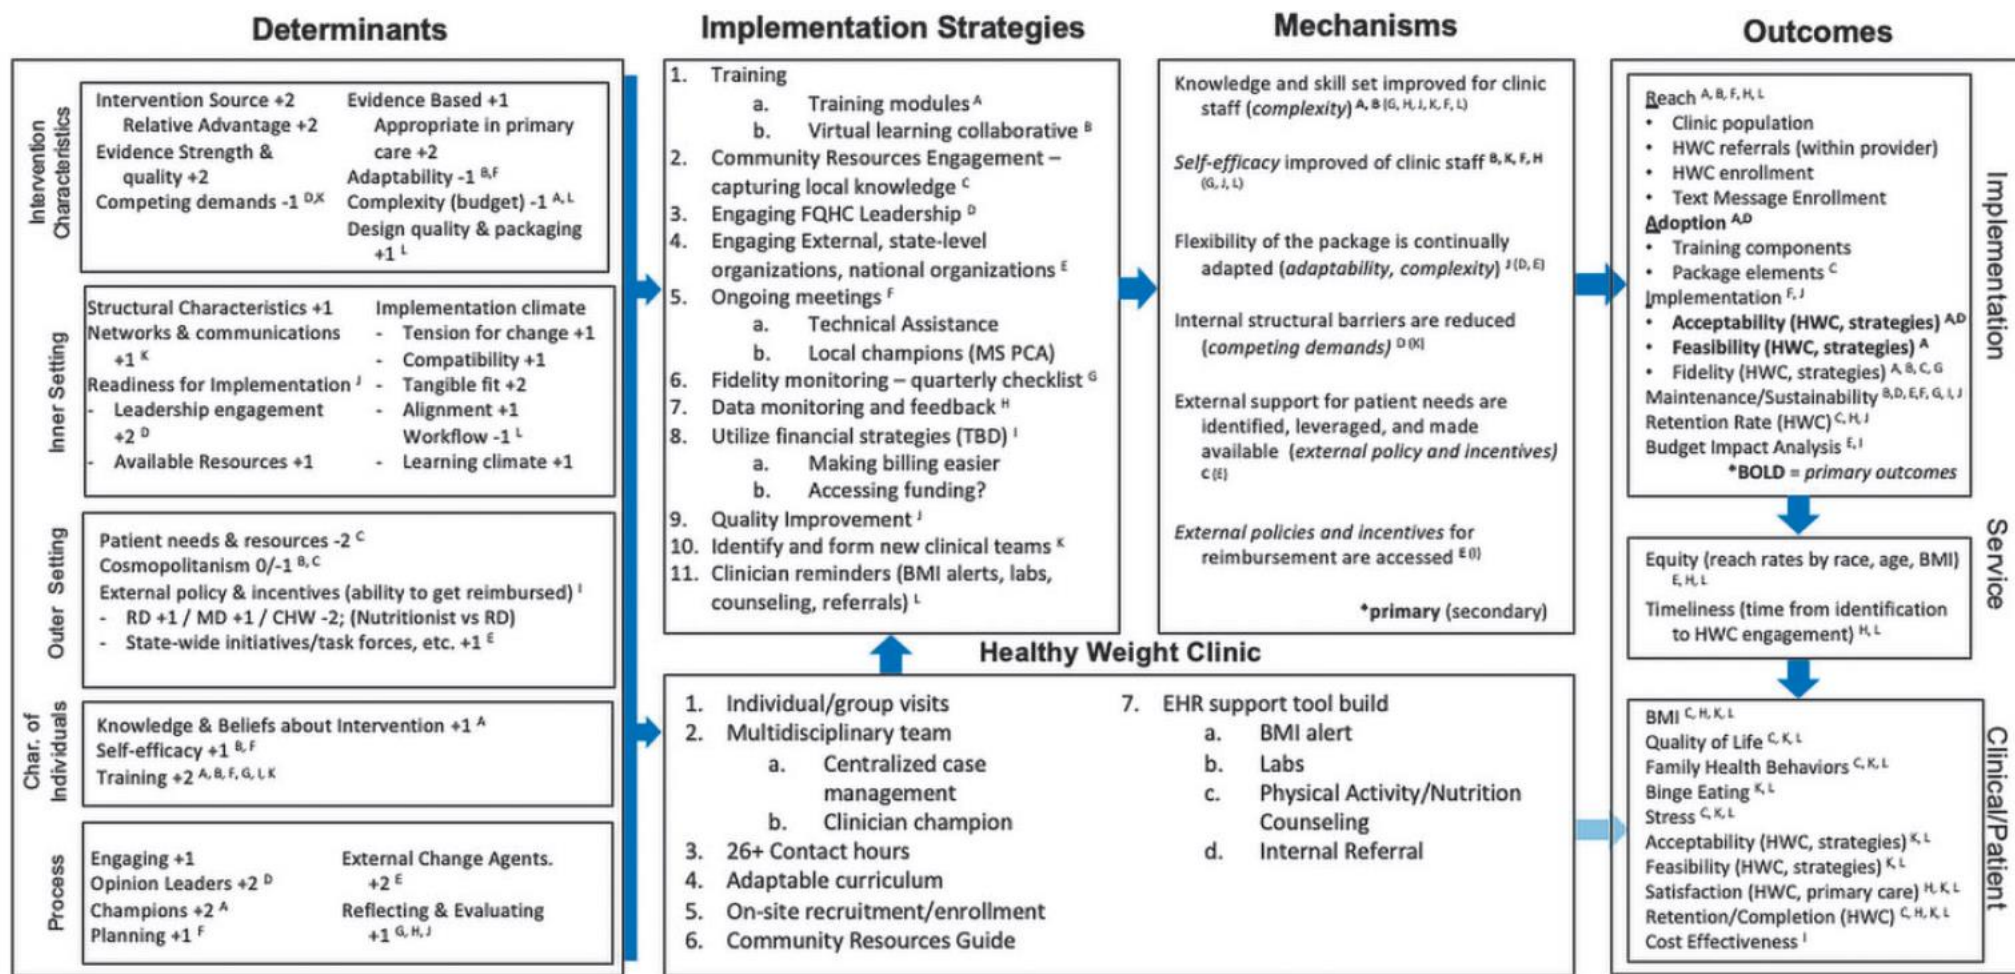 Determinants
Intervention
Characteristics
Intervention Source +2
Relative Advantage +2
Evidence Strength &
quality +2
Competing demands -1 D,K
Evidence Based +1
Appropriate in primary
care +2
Adaptability -1 B,F
Complexity (budget) -1 A, L
Design quality & packaging
+1 L
Inner Setting
Structural Characteristics +1
Networks & communications
+1 K
Readiness for Implementation J
- Leadership engagement
+2 D
- Available Resources +1
Implementation climate
- Tension for change +1
- Compatibility +1
- Tangible fit +2
- Alignment +1
Workflow -1 L
- Learning climate +1
Outer Setting
Patient needs & resources -2 C
Cosmopolitanism 0/-1 B, C
External policy & incentives (ability to get reimbursed) I
- RD +1 / MD +1 / CHW -2; (Nutritionist vs RD)
- State-wide initiatives/task forces, etc. +1 E
Char. of
Individuals
Knowledge & Beliefs about Intervention +1 A
Self-efficacy +1 B, F
Training +2 A, B, F, G, I, K
Process
Engaging +1
Opinion Leaders +2 D
Champions +2 A
Planning +1 F
External Change Agents.
+2 E
Reflecting & Evaluating
+1 G, H, J
Implementation Strategies
1. Training
a. Training modules A
b. Virtual learning collaborative B
2. Community Resources Engagement –
capturing local knowledge C
3. Engaging FQHC Leadership D
4. Engaging External, state-level
organizations, national organizations E
5. Ongoing meetings F
a. Technical Assistance
b. Local champions (MS PCA)
6. Fidelity monitoring – quarterly checklist G
7. Data monitoring and feedback H
8. Utilize financial strategies (TBD) I
a. Making billing easier
b. Accessing funding?
9. Quality Improvement J
10. Identify and form new clinical teams K
11. Clinician reminders (BMI alerts, labs,
counseling, referrals) L
Mechanisms
Knowledge and skill set improved for clinic
staff (complexity) A, B (G, H, J, K, F, L)
Self-efficacy improved of clinic staff B, K, F, H
(G, J, L)
Flexibility of the package is continually
adapted (adaptability, complexity) J (D, E)
Internal structural barriers are reduced
(competing demands) D (K)
External support for patient needs are
identified, leveraged, and made
available (external policy and incentives)
C (E)
External policies and incentives for
reimbursement are accessed E (I)
*primary (secondary)
Healthy Weight Clinic
1. Individual/group visits
2. Multidisciplinary team
a. Centralized case
management
b. Clinician champion
3. 26+ Contact hours
4. Adaptable curriculum
5. On-site recruitment/enrollment
6. Community Resources Guide
7. EHR support tool build
a. BMI alert
b. Labs
c. Physical Activity/Nutrition
Counseling
d. Internal Referral
Outcomes
Implementation
Reach A, B, F, H, L
• Clinic population
• HWC referrals (within provider)
• HWC enrollment
• Text Message Enrollment
Adoption A,D
• Training components
• Package elements C
Implementation F, J
• Acceptability (HWC, strategies) A,D
• Feasibility (HWC, strategies) A
• Fidelity (HWC, strategies) A, B, C, G
Maintenance/Sustainability B,D, E,F, G, I, J
Retention Rate (HWC) C, H, J
Budget Impact Analysis E, I
*BOLD = primary outcomes
Service
Equity (reach rates by race, age, BMI)
E, H, L
Timeliness (time from identification
to HWC engagement) H, L
Clinical/Patient
BMI C, H, K, L
Quality of Life C, K, L
Family Health Behaviors C, K, L
Binge Eating K, L
Stress C, K, L
Acceptability (HWC, strategies) K, L
Feasibility (HWC, strategies) K, L
Satisfaction (HWC, primary care) H, K, L
Retention/Completion (HWC) C, H, K, L
Cost Effectiveness I